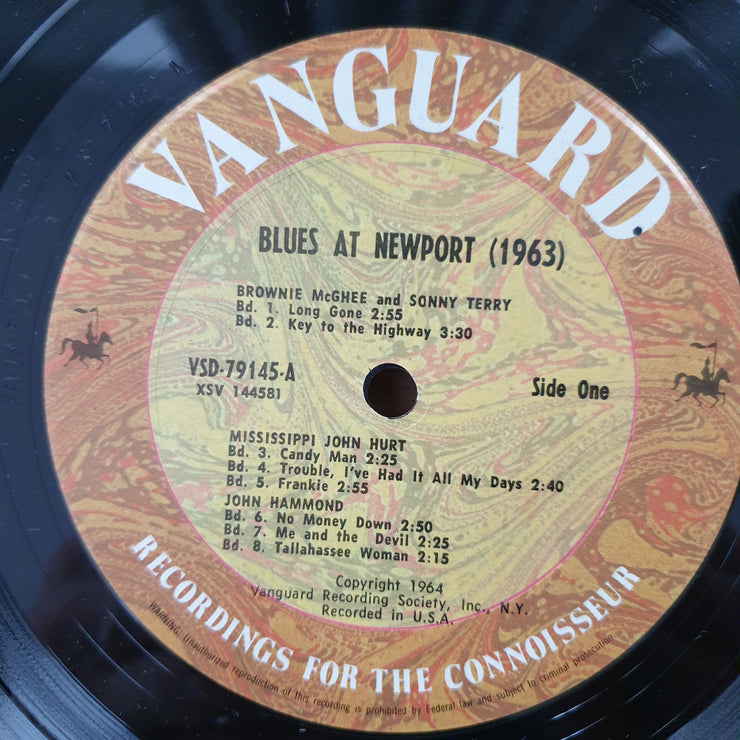 VANGUARD
BLUES AT NEWPORT (1963)
BROWNIE McGHEE and SONNY TERRY
Bd. 1. Long Gone 2:55
Bd. 2. Key to the Highway 3:30
VSD-79145-A
XSV 144581
Side One
MISSISSIPPI JOHN HURT
Bd. 3. Candy Man 2:25
Bd. 4. Trouble, I've Had It All My Days 2:40
Bd. 5. Frankie 2:55
JOHN HAMMOND
Bd. 6. No Money Down 2:50
Bd. 7. Me and the Devil 2:25
Bd. 8. Tallahassee Woman 2:15
Copyright 1964
Vanguard Recording Society, Inc., N.Y.
Recorded in U.S.A.
RECORDINGS FOR THE CONNOISSEUR
WARNING: Unauthorized reproduction of this recording is prohibited by Federal law and subject to criminal prosecution